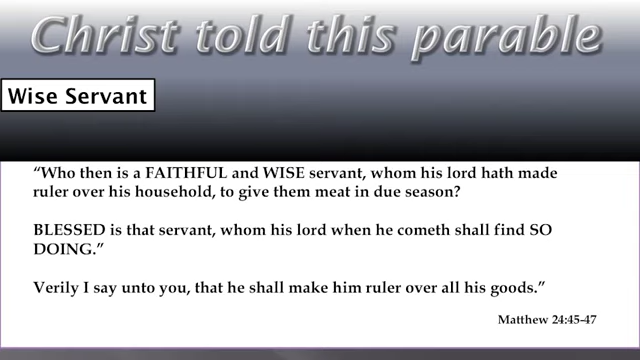 Christ told this parable
Wise Servant
“Who then is a FAITHFUL and WISE servant, whom his lord hath made
ruler over his household, to give them meat in due season?
BLESSED is that servant, whom his lord when he cometh shall find SO
DOING.”
Verily I say unto you, that he shall make him ruler over all his goods.”
Matthew 24:45-47